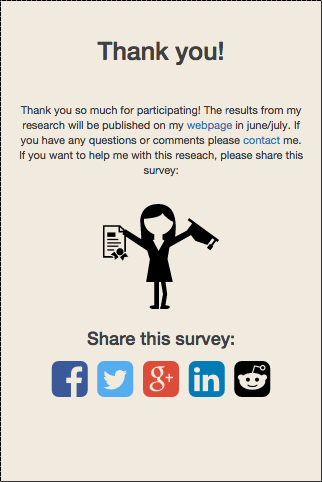 Thank you!
Thank you so much for participating! The results from my
research will be published on my webpage in june/july. If
you have any questions or comments please contact me.
If you want to help me with this reseach, please share this
survey:
Share this survey:
f g+ in